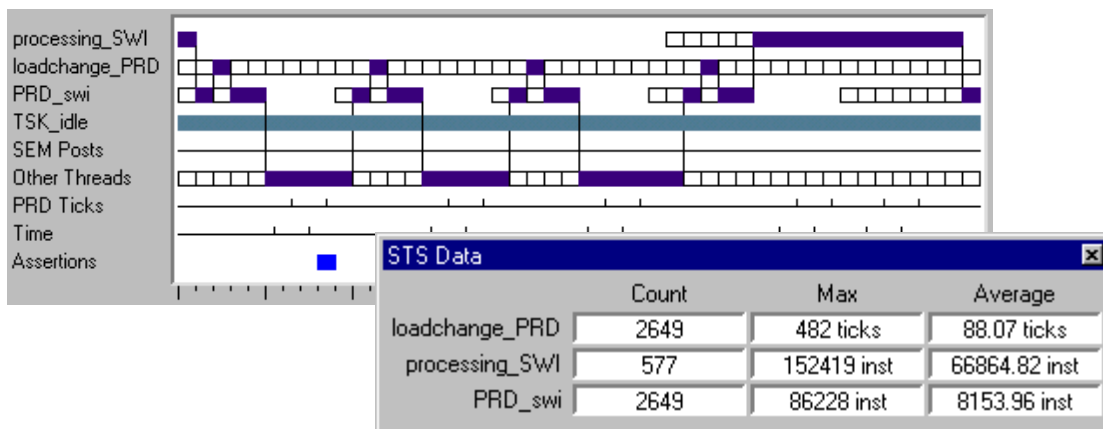 processing_SWI
loadchange_PRD
PRD_swi
TSK_idle
SEM Posts
Other Threads
PRD Ticks
Time
Assertions
STS Data
Count Max Average
loadchange_PRD 2649 482 ticks 88.07 ticks
processing_SWI 577 152419 inst 66864.82 inst
PRD_swi 2649 86228 inst 8153.96 inst